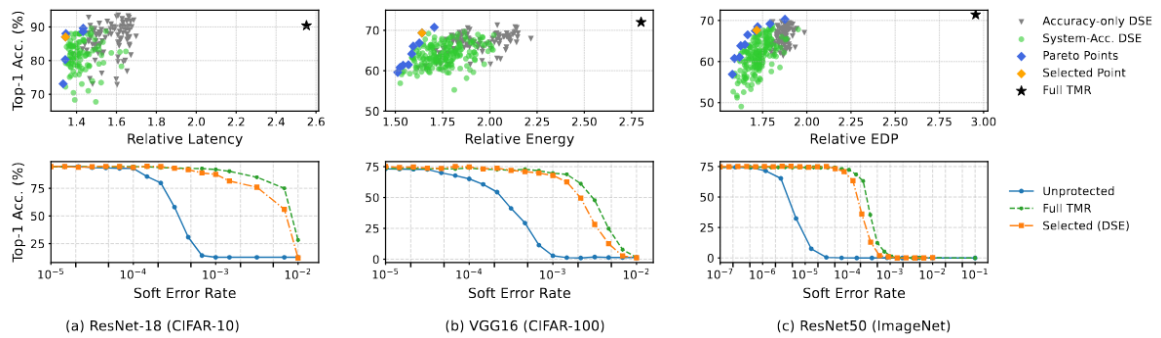 Top-1 Acc. (%)
90
80
70
1.4 1.6 1.8 2.0 2.2 2.4 2.6
Relative Latency
80
70
60
50
1.50 1.75 2.00 2.25 2.50 2.75
Relative Energy
70
60
50
1.75 2.00 2.25 2.50 2.75 3.00
Relative EDP
Accuracy-only DSE
System-Acc. DSE
Pareto Points
Selected Point
Full TMR
Top-1 Acc. (%)
75
50
25
10⁻⁵ 10⁻⁴ 10⁻³ 10⁻²
Soft Error Rate
75
50
25
0
10⁻⁵ 10⁻⁴ 10⁻³ 10⁻²
Soft Error Rate
75
50
25
0
10⁻⁷ 10⁻⁶ 10⁻⁵ 10⁻⁴ 10⁻³ 10⁻² 10⁻¹
Soft Error Rate
Unprotected
Full TMR
Selected (DSE)
(a) ResNet-18 (CIFAR-10)
(b) VGG16 (CIFAR-100)
(c) ResNet50 (ImageNet)